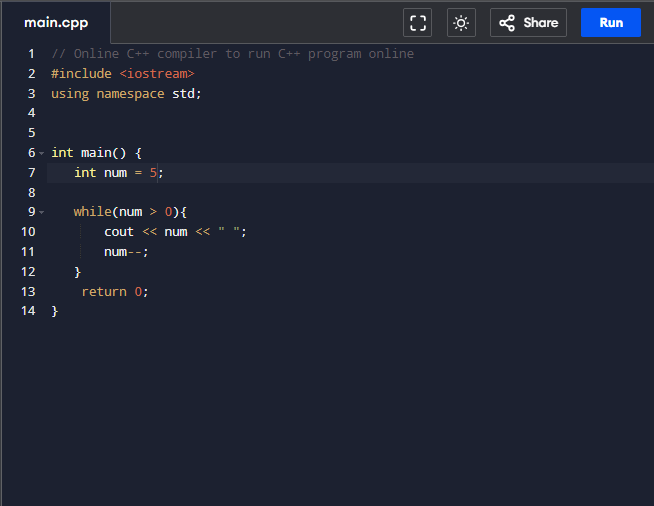 main.cpp
Share
Run
1 // Online C++ compiler to run C++ program online
2 #include <iostream>
3 using namespace std;
4
5
6 int main() {
7 int num = 5;
8
9 while(num > 0){
10 cout << num << " ";
11 num--;
12 }
13 return 0;
14 }